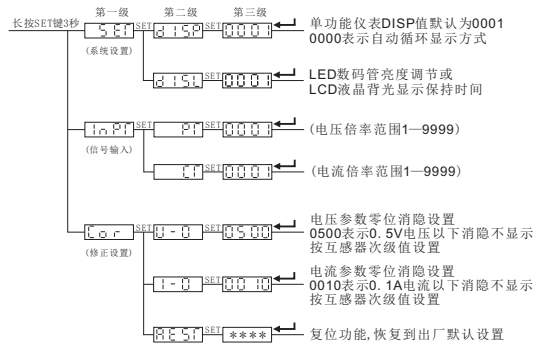 第一级 第二级 第三级
长按SET键3秒 SET SET SET 0001 单功能仪表DISP值默认为0001
0000表示自动循环显示方式
(系统设置)
dISP
dISL SET 0001 LED数码管亮度调节或
LCD液晶背光显示保持时间
InPT SET PT SET 0001 (电压倍率范围1—9999)
(信号输入)
CT SET 0001 (电流倍率范围1—9999)
Cor SET U-0 SET 0500 电压参数零位消隐设置
0500表示0.5V电压以下消隐不显示
按互感器次级值设置
(修正设置)
I-0 SET 0010 电流参数零位消隐设置
0010表示0.1A电流以下消隐不显示
按互感器次级值设置
REST SET **** 复位功能,恢复到出厂默认设置